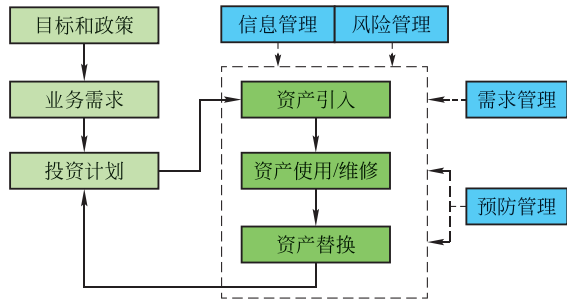 目标和政策
信息管理
风险管理
业务需求
资产引入
需求管理
投资计划
资产使用/维修
预防管理
资产替换